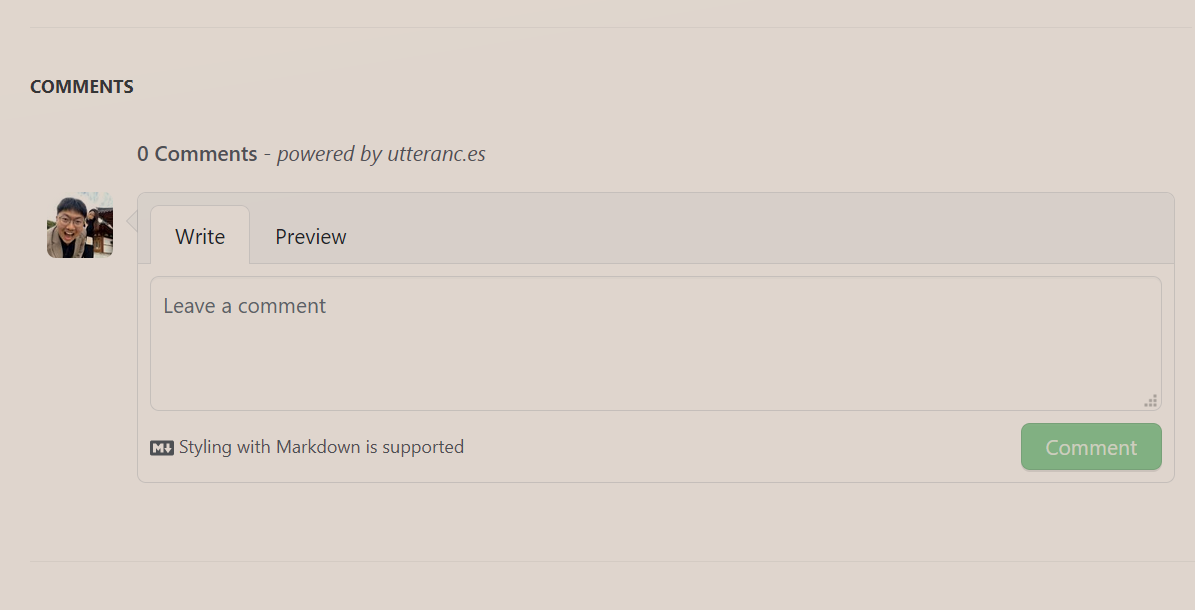 COMMENTS
0 Comments - powered by utteranc.es
Write Preview
Leave a comment
M Styling with Markdown is supported
Comment